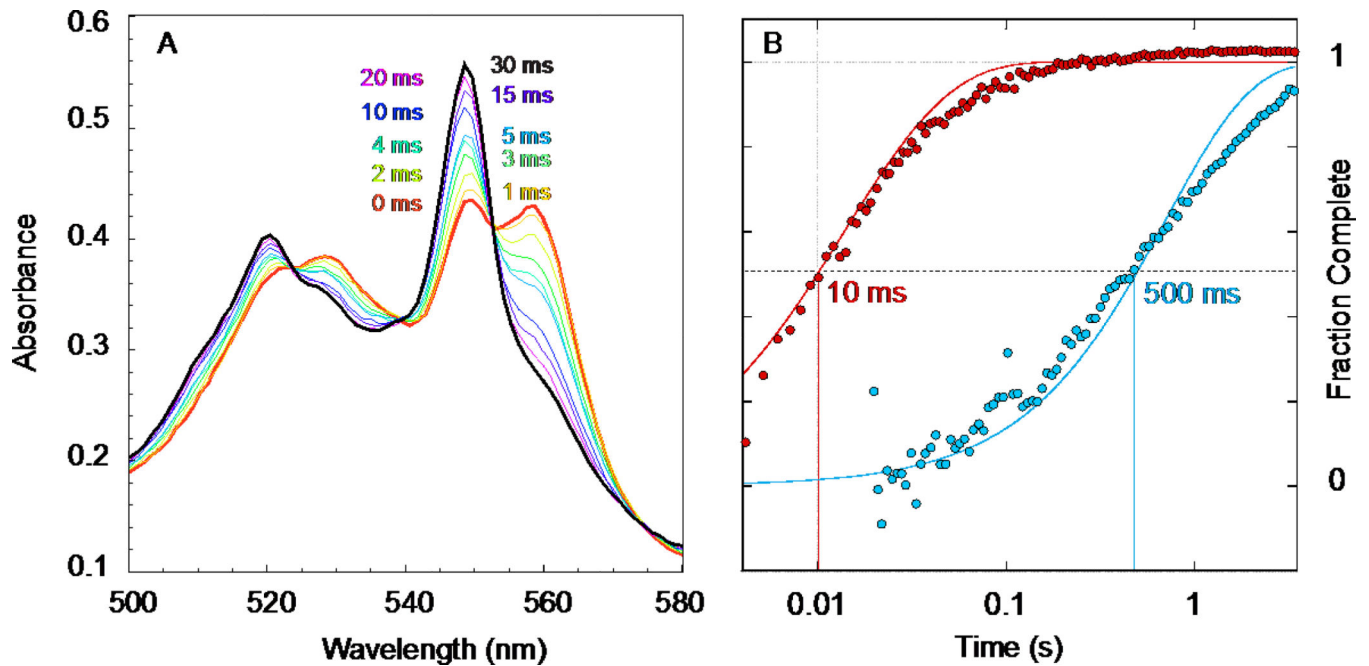 A
0.6
0.5
0.4
0.3
0.2
0.1
Absorbance
20 ms
10 ms
4 ms
2 ms
0 ms
30 ms
15 ms
5 ms
3 ms
1 ms
500
520
540
560
580
Wavelength (nm)
B
10 ms
500 ms
1
0
Fraction Complete
0.01
0.1
1
Time (s)